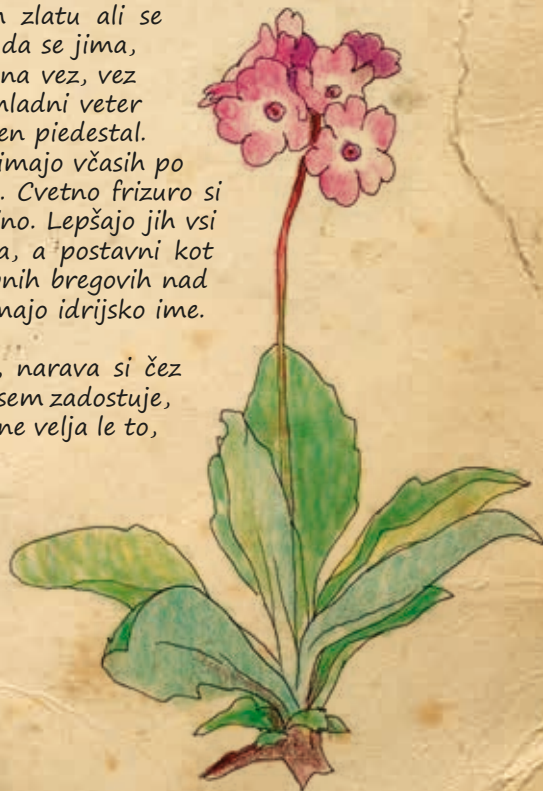 zlatu ali se
da se jima,
na vez, vez
hladni veter
en piedestal.
imajo včasih po
. Cvetno frizuro si
no. Lepšajo jih vsi
a, a postavni kot
nih bregovih nad
majo idrijsko ime.
, narava si čez
sem zadostuje,
ne velja le to,